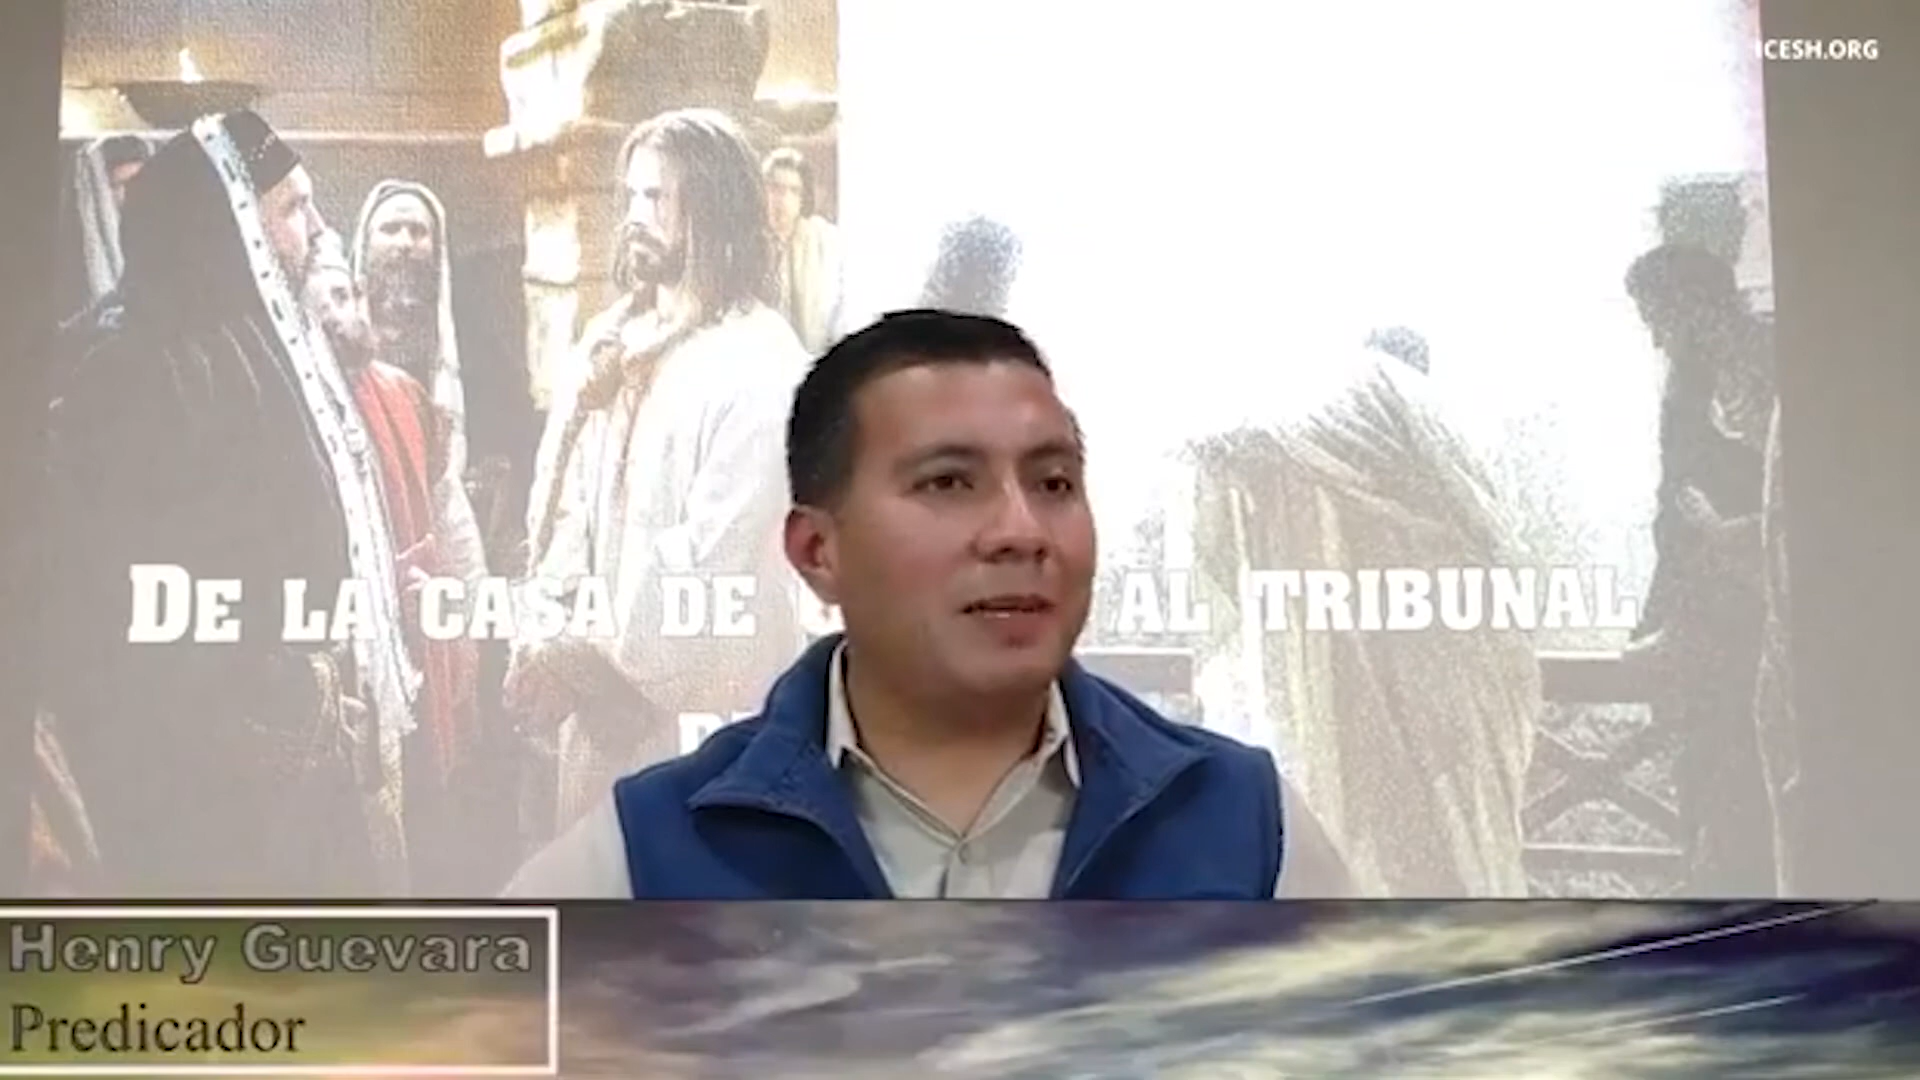 ICESH.ORG
DE LA CASA DE AL TRIBUNAL
Henry Guevara
Predicador